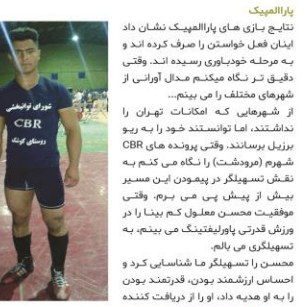 پاراالمپیک
نتایج بازی های پاراالمپیک نشان داد
اینان فعل خواستن را صرف کرده اند و
به مرحله خودباوری رسیده اند. وقتی
دقیق تر نگاه میکنم مدال آورانی از
شهرهای مختلف را می بینم...
از شهرهایی که امکانات تهران را
نداشتند، اما توانستند خود را به ریو
برزیل برسانند. وقتی پرونده های CBR
شهرم (مرودشت) را نگاه می کنم به
نقش تسهیلگر در پیمودن این مسیر
بیش از پیش پی می برم. وقتی
موفقیت محسن معلول کم بینا را در
ورزش قدرتی پاورلیفتینگ می بینم، به
تسهیلگری می بالم.
محسن را تسهیلگر ما شناسایی کرد و
احساس ارزشمند بودن، قدرتمند بودن
را به او هدیه داد، او را از دریافت کننده
شورای توانبخشی
CBR
روستای کوشک